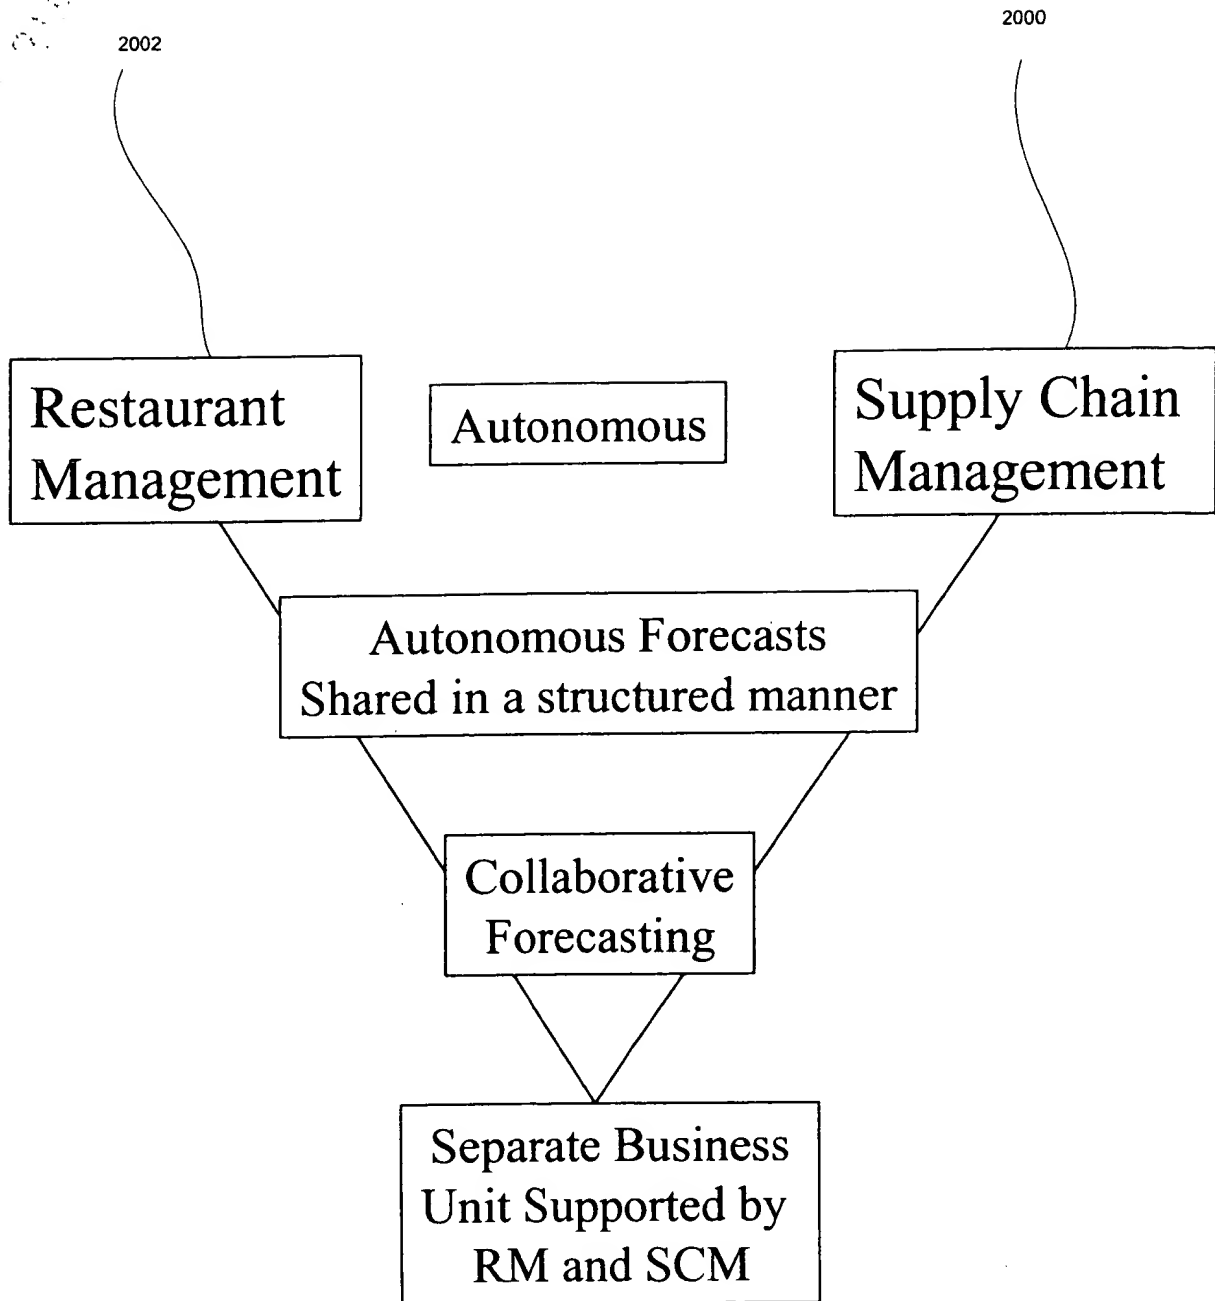 2000
2002
Restaurant
Management
Autonomous
Supply Chain
Management
Autonomous Forecasts
Shared in a structured manner
Collaborative
Forecasting
Separate Business
Unit Supported by
RM and SCM